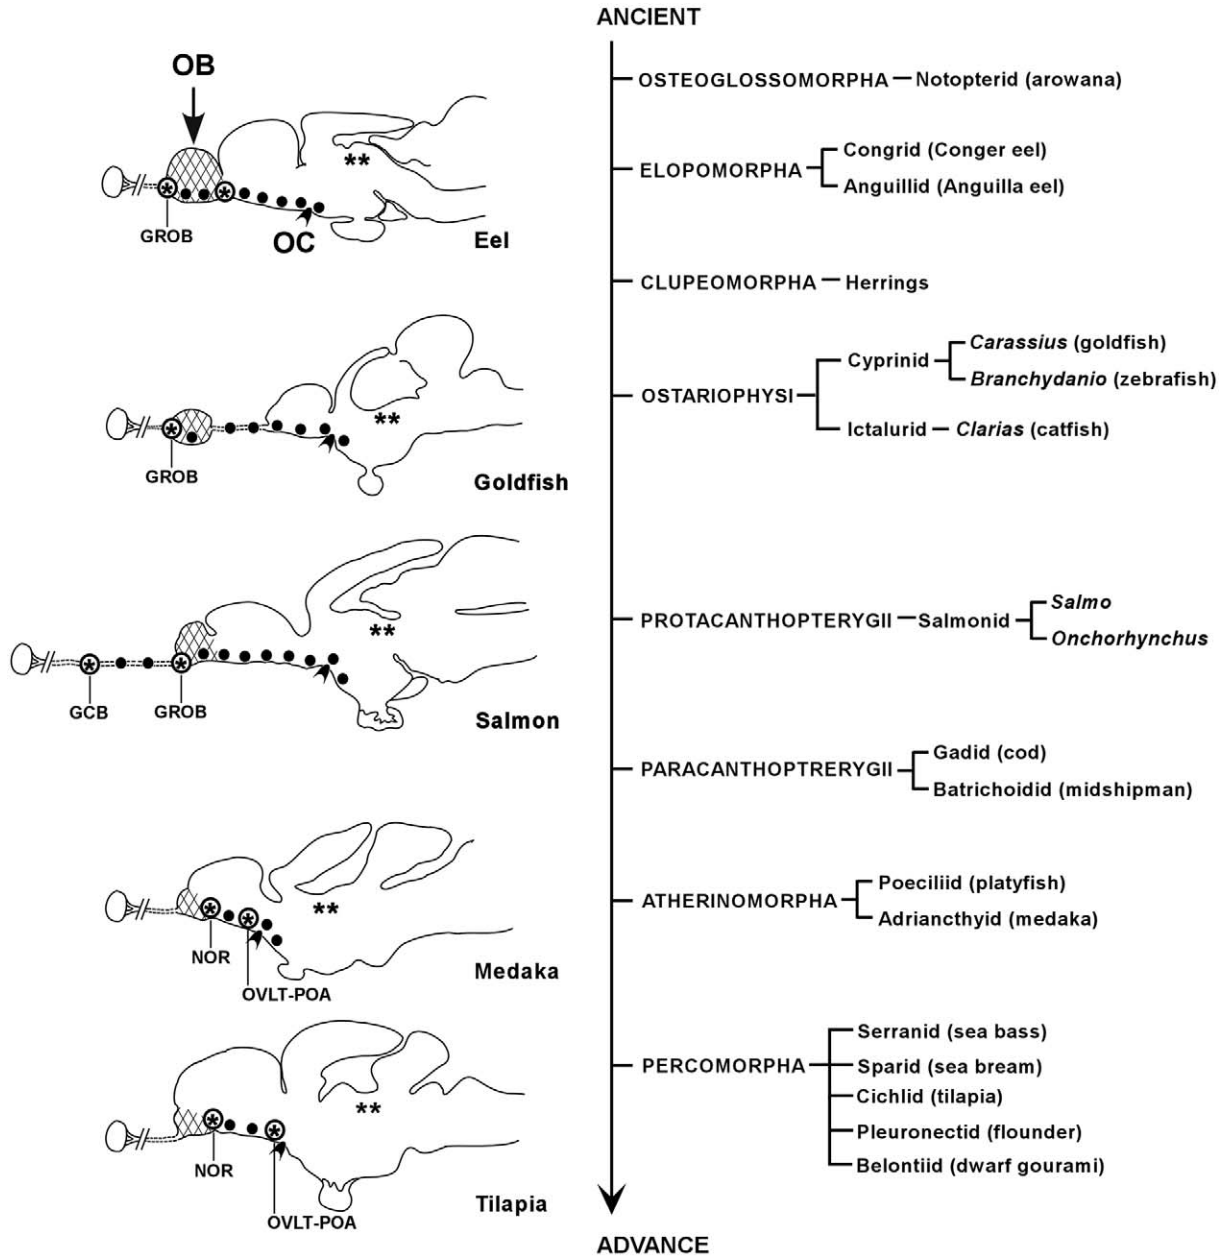 ANCIENT
OB
**
GROB
OC
Eel
**
GROB
Goldfish
**
GCB
GROB
Salmon
**
NOR
OVLT-POA
Medaka
**
NOR
OVLT-POA
Tilapia
OSTEOGLOSSOMORPHA
Notopterid (arowana)
ELOPOMORPHA
Congrid (Conger eel)
Anguillid (Anguilla eel)
CLUPEOMORPHA
Herrings
OSTARIOPHYSI
Cyprinid
Carassius (goldfish)
Branchydanio (zebrafish)
Ictalurid
Clarias (catfish)
PROTACANTHOPTERYGII
Salmonid
Salmo
Onchorhynchus
PARACANTHOPTRERYGII
Gadid (cod)
Batrichoidid (midshipman)
ATHERINOMORPHA
Poeciliid (platyfish)
Adriancthyid (medaka)
PERCOMORPHA
Serranid (sea bass)
Sparid (sea bream)
Cichlid (tilapia)
Pleuronectid (flounder)
Belontiid (dwarf gourami)
ADVANCE